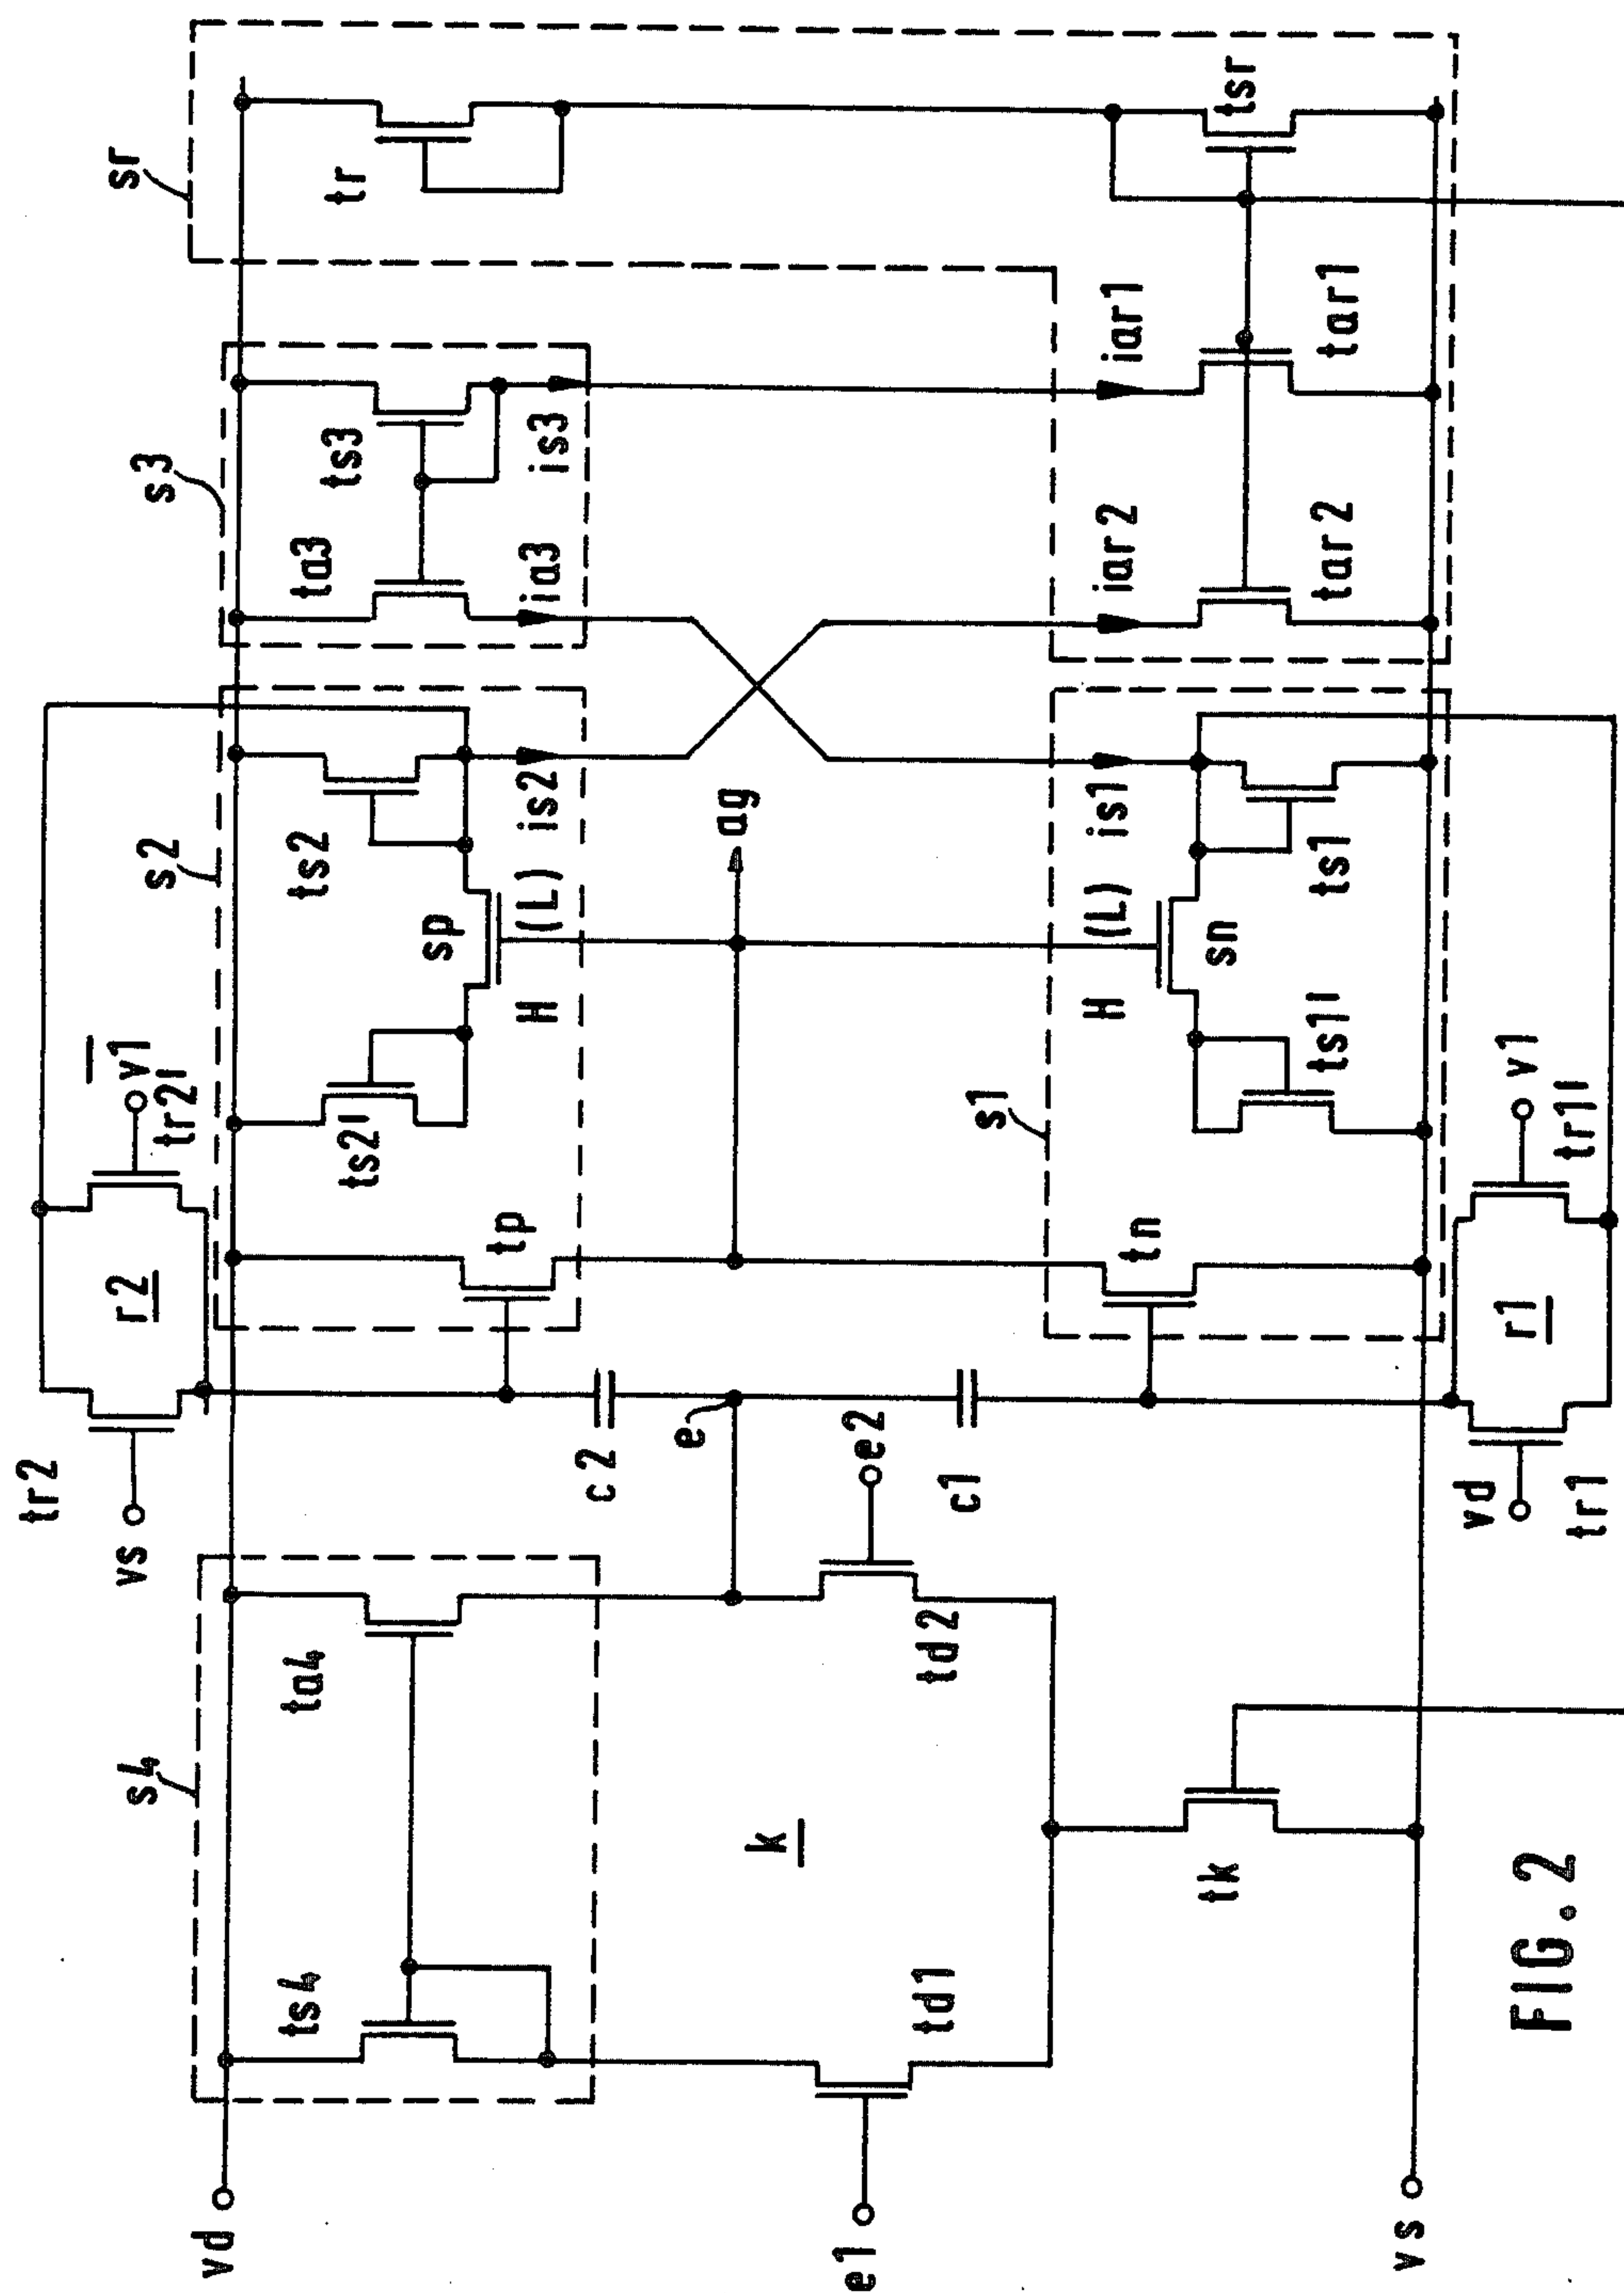 tr2
vs
r2
v1
tr2'
s4
ts4
ta4
s2
ts2'
tp
sp
ts2
H
(L)
is2
s3
ta3
ts3
ia3
is3
sr
tr
vd
e1
k
td1
td2
e2
e
c2
c1
ag
tk
s1
tn
H
(L)
sn
ts1'
ts1
is1
iar2
iar1
tar2
tar1
tsr
vs
vd
tr1
r1
v1
tr1'
FIG. 2